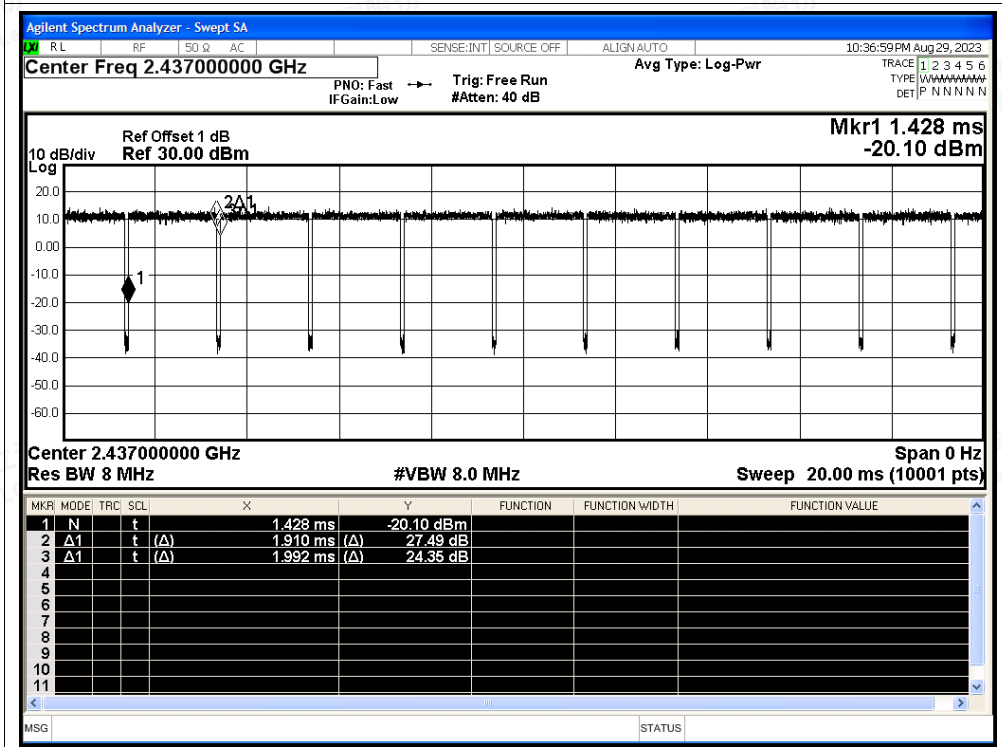 Agilent Spectrum Analyzer - Swept SA
LXI RL RF 50 Ω AC SENSE:INT SOURCE OFF ALIGN AUTO 10:36:59 PM Aug 29, 2023
Center Freq 2.437000000 GHz Avg Type: Log-Pwr TRACE 1 2 3 4 5 6
PNO: Fast Trig: Free Run TYPE WWWWWW
IFGain:Low #Atten: 40 dB DET P N N N N N
Mkr1 1.428 ms
-20.10 dBm
Ref Offset 1 dB
10 dB/div Ref 30.00 dBm
Log
20.0
2Δ1
10.0
0.00
-10.0
1
-20.0
-30.0
-40.0
-50.0
-60.0
Center 2.437000000 GHz Span 0 Hz
Res BW 8 MHz #VBW 8.0 MHz Sweep 20.00 ms (10001 pts)
MKR MODE TRC SCL X Y FUNCTION FUNCTION WIDTH FUNCTION VALUE
1 N t 1.428 ms -20.10 dBm
2 Δ1 t (Δ) 1.910 ms (Δ) 27.49 dB
3 Δ1 t (Δ) 1.992 ms (Δ) 24.35 dB
4
5
6
7
8
9
10
11
MSG STATUS